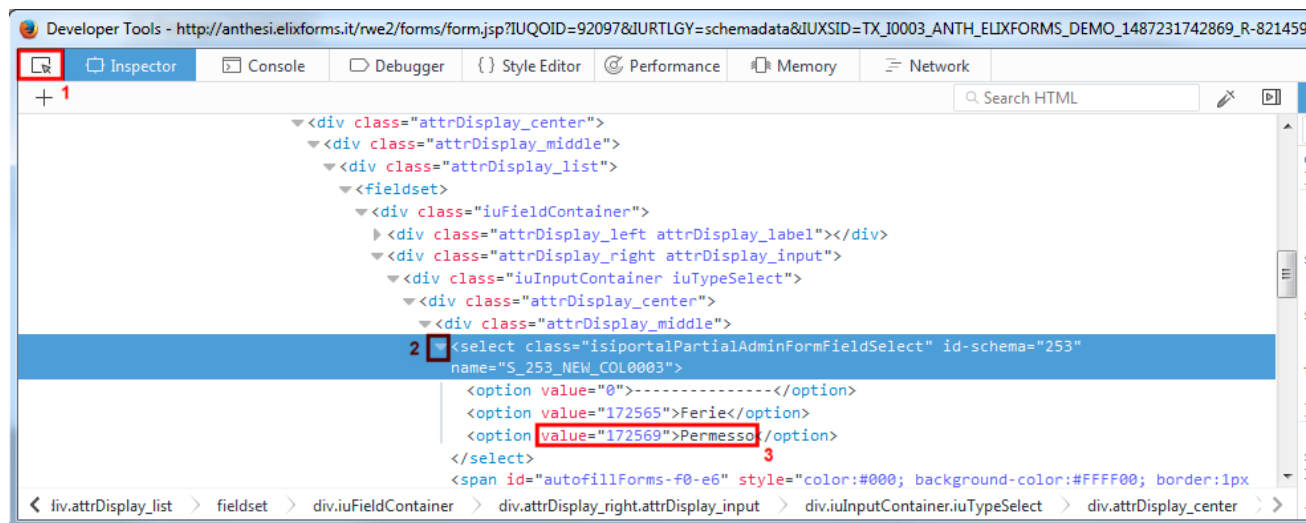 Developer Tools - http://anthesi.elixforms.it/rwe2/forms/form.jsp?IUQOID=92097&IURTLGY=schemadata&IUXSID=TX_I0003_ANTH_ELIXFORMS_DEMO_1487231742869_R-821459
Inspector Console Debugger { } Style Editor Performance Memory Network
+ 1 Search HTML
<div class="attrDisplay_center">
<div class="attrDisplay_middle">
<div class="attrDisplay_list">
<fieldset>
<div class="iuFieldContainer">
<div class="attrDisplay_left attrDisplay_label"></div>
<div class="attrDisplay_right attrDisplay_input">
<div class="iuInputContainer iuTypeSelect">
<div class="attrDisplay_center">
<div class="attrDisplay_middle">
2 <select class="isiportalPartialAdminFormFieldSelect" id-schema="253"
name="S_253_NEW_COL0003">
<option value="0">---------------</option>
<option value="172565">Ferie</option>
<option value="172569">Permesso</option>
3
</select>
<span id="autofillForms-f0-e6" style="color:#000; background-color:#FFFF00; border:1px
div.attrDisplay_list fieldset div.iuFieldContainer div.attrDisplay_right.attrDisplay_input div.iuInputContainer.iuTypeSelect div.attrDisplay_center